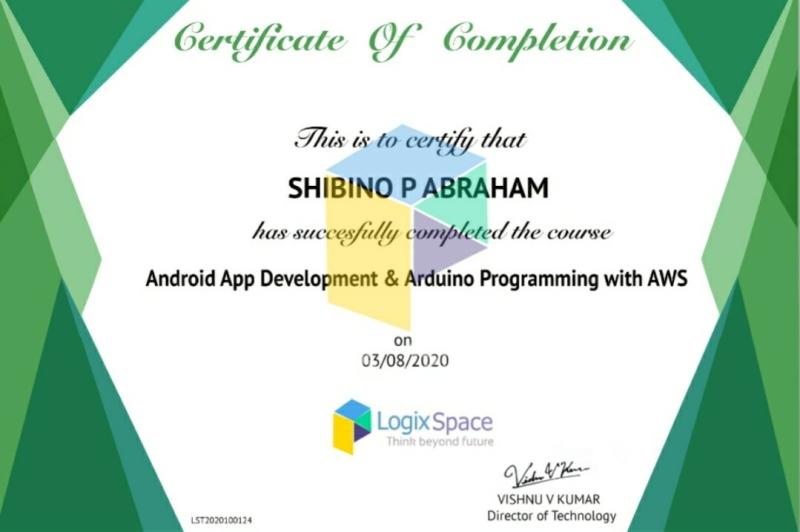 Certificate Of Completion
This is to certify that
SHIBINO P ABRAHAM
has succesfully completed the course
Android App Development & Arduino Programming with AWS
on
03/08/2020
LogixSpace
Think beyond future
VISHNU V KUMAR
Director of Technology
LST2020100124